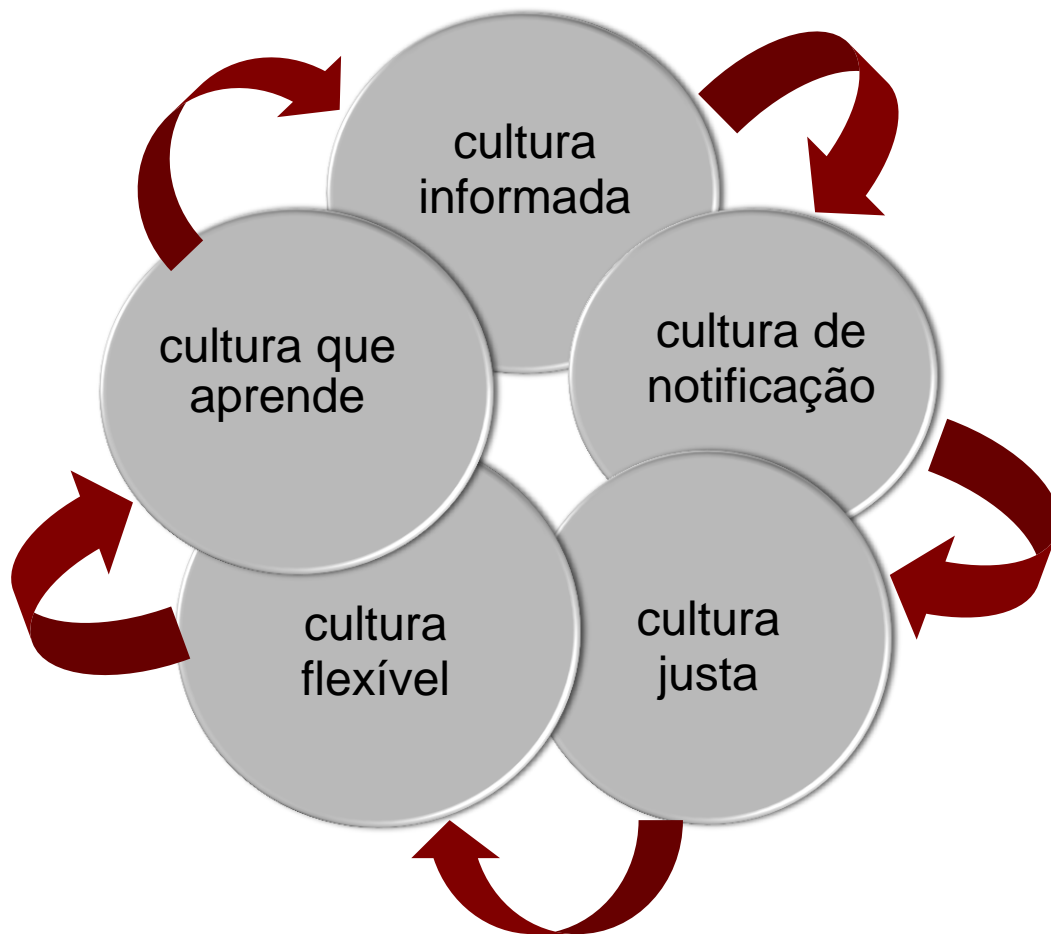 cultura
informada
cultura de
notificação
cultura
justa
cultura
flexível
cultura que
aprende